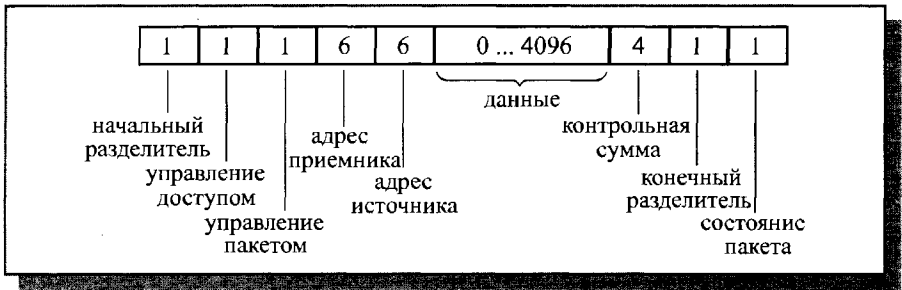 1 1 1 6 6 0 ... 4096 4 1 1
данные
начальный
разделитель
управление
доступом
управление
пакетом
адрес
приемника
адрес
источника
контрольная
сумма
конечный
разделитель
состояние
пакета